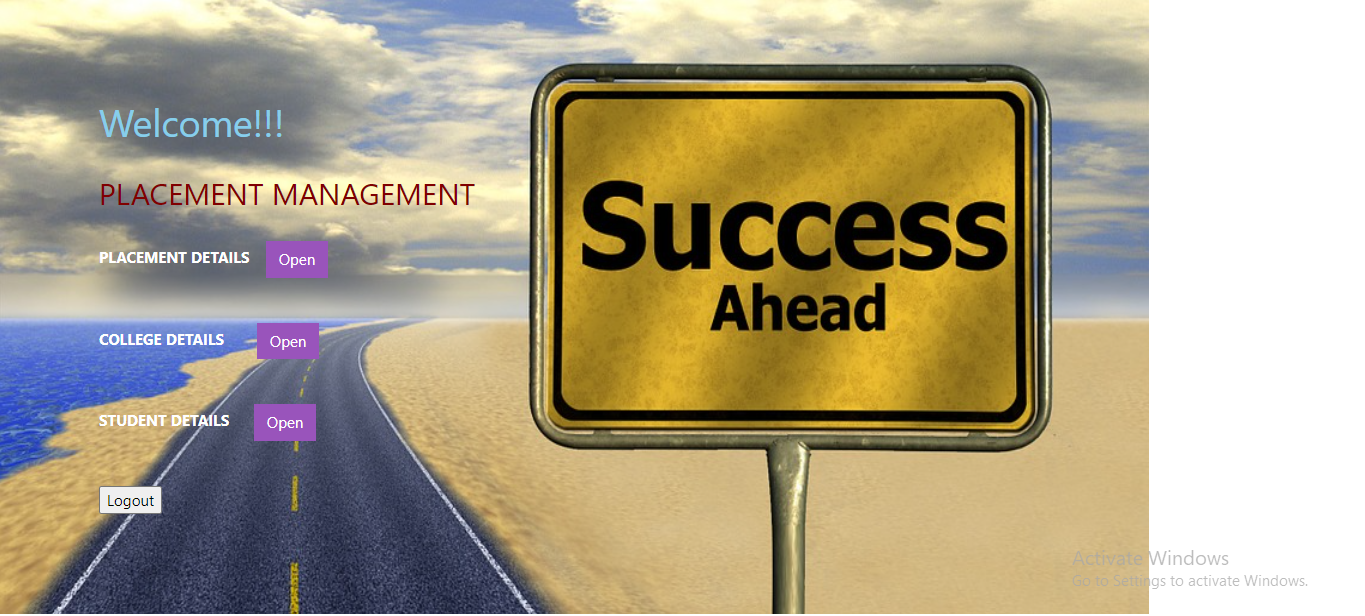 Welcome!!!
PLACEMENT MANAGEMENT
PLACEMENT DETAILS Open
COLLEGE DETAILS Open
STUDENT DETAILS Open
Logout
Success
Ahead
Activate Windows
Go to Settings to activate Windows.